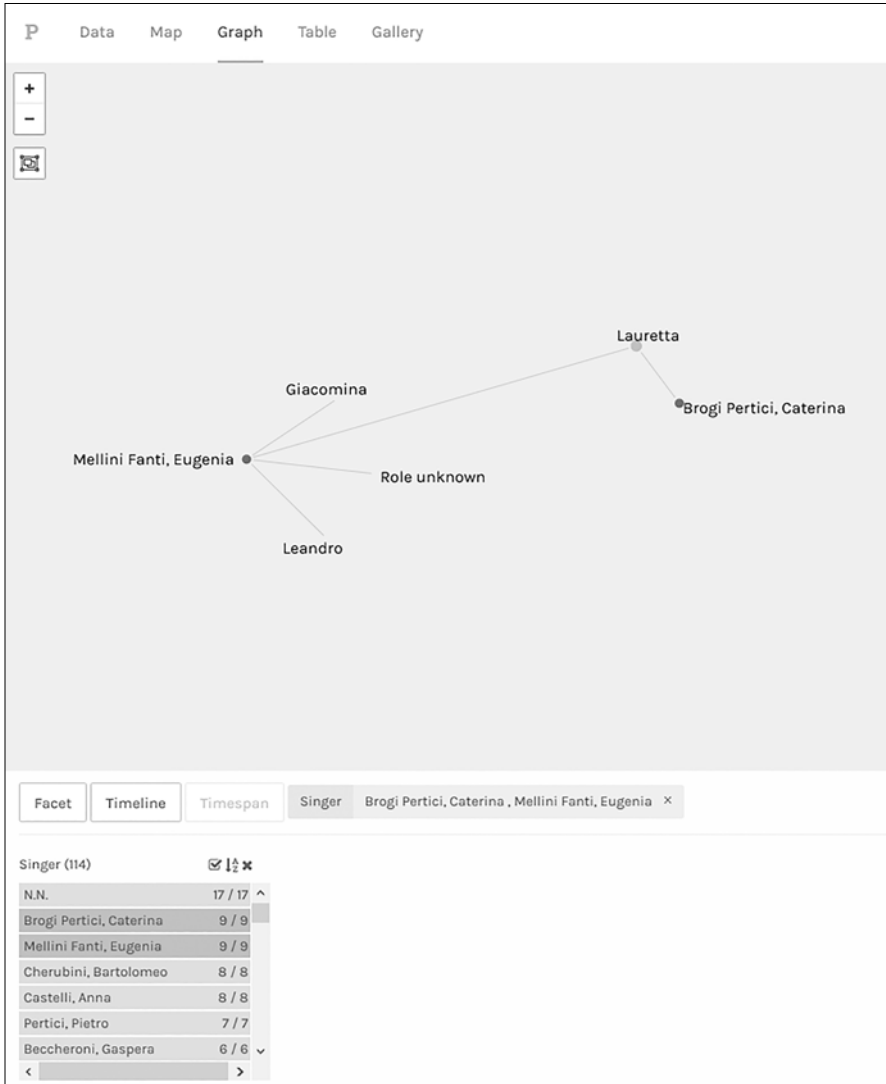 P Data Map Graph Table Gallery
+
−
Lauretta
Giacomina
Brogi Pertici, Caterina
Mellini Fanti, Eugenia
Role unknown
Leandro
Facet Timeline Timespan Singer Brogi Pertici, Caterina , Mellini Fanti, Eugenia ×
Singer (114)
N.N. 17 / 17
Brogi Pertici, Caterina 9 / 9
Mellini Fanti, Eugenia 9 / 9
Cherubini, Bartolomeo 8 / 8
Castelli, Anna 8 / 8
Pertici, Pietro 7 / 7
Beccheroni, Gaspera 6 / 6